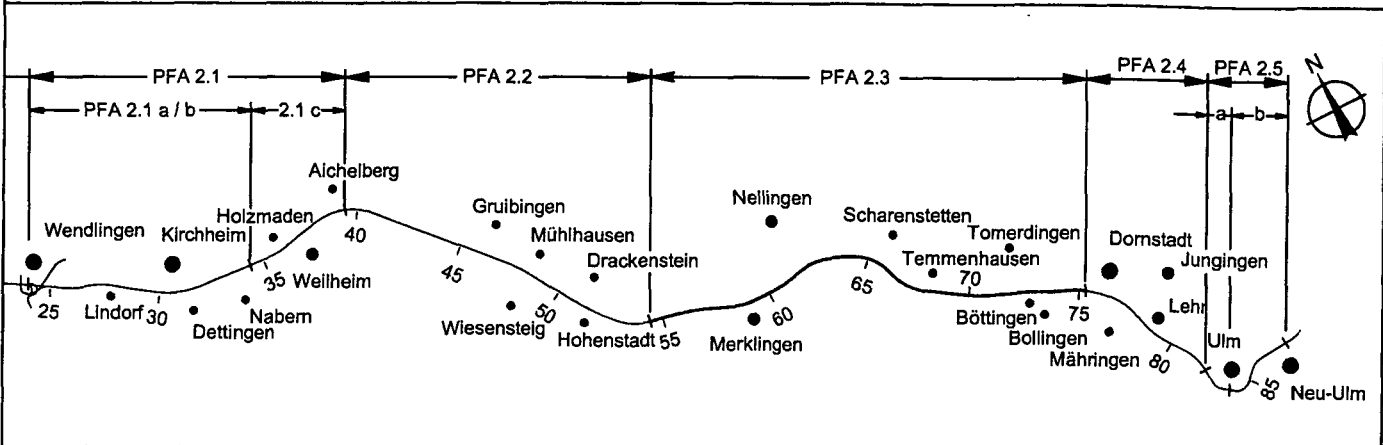 PFA 2.1
PFA 2.2
PFA 2.3
PFA 2.4
PFA 2.5
PFA 2.1 a / b
2.1 c
a
b
N
Aichelberg
Wendlingen
Holzmaden
Kirchheim
Weilheim
Lindorf
Dettingen
Nabern
Gruibingen
Mühlhausen
Drackenstein
Wiesensteig
Hohenstadt
Nellingen
Merklingen
Scharenstetten
Temmenhausen
Tomerdingen
Böttingen
Bollingen
Mähringen
Dornstadt
Jungingen
Lehr
Ulm
Neu-Ulm
25
30
35
40
45
50
55
60
65
70
75
80
85